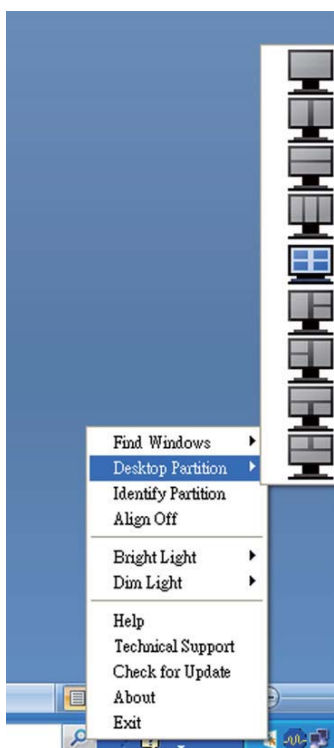 Find Windows
Desktop Partition
Identify Partition
Align Off
Bright Light
Dim Light
Help
Technical Support
Check for Update
About
Exit